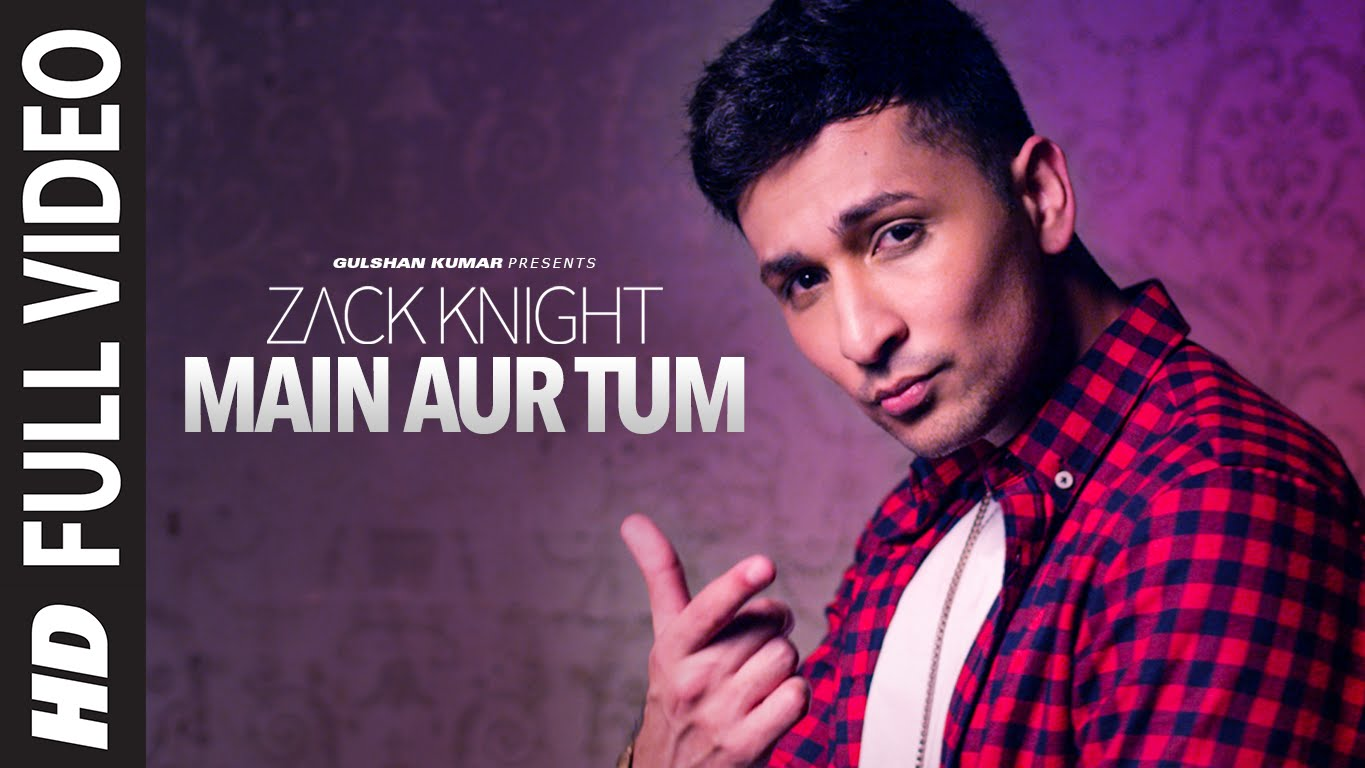 HD FULL VIDEO
GULSHAN KUMAR PRESENTS
ZACK KNIGHT
MAIN AUR TUM